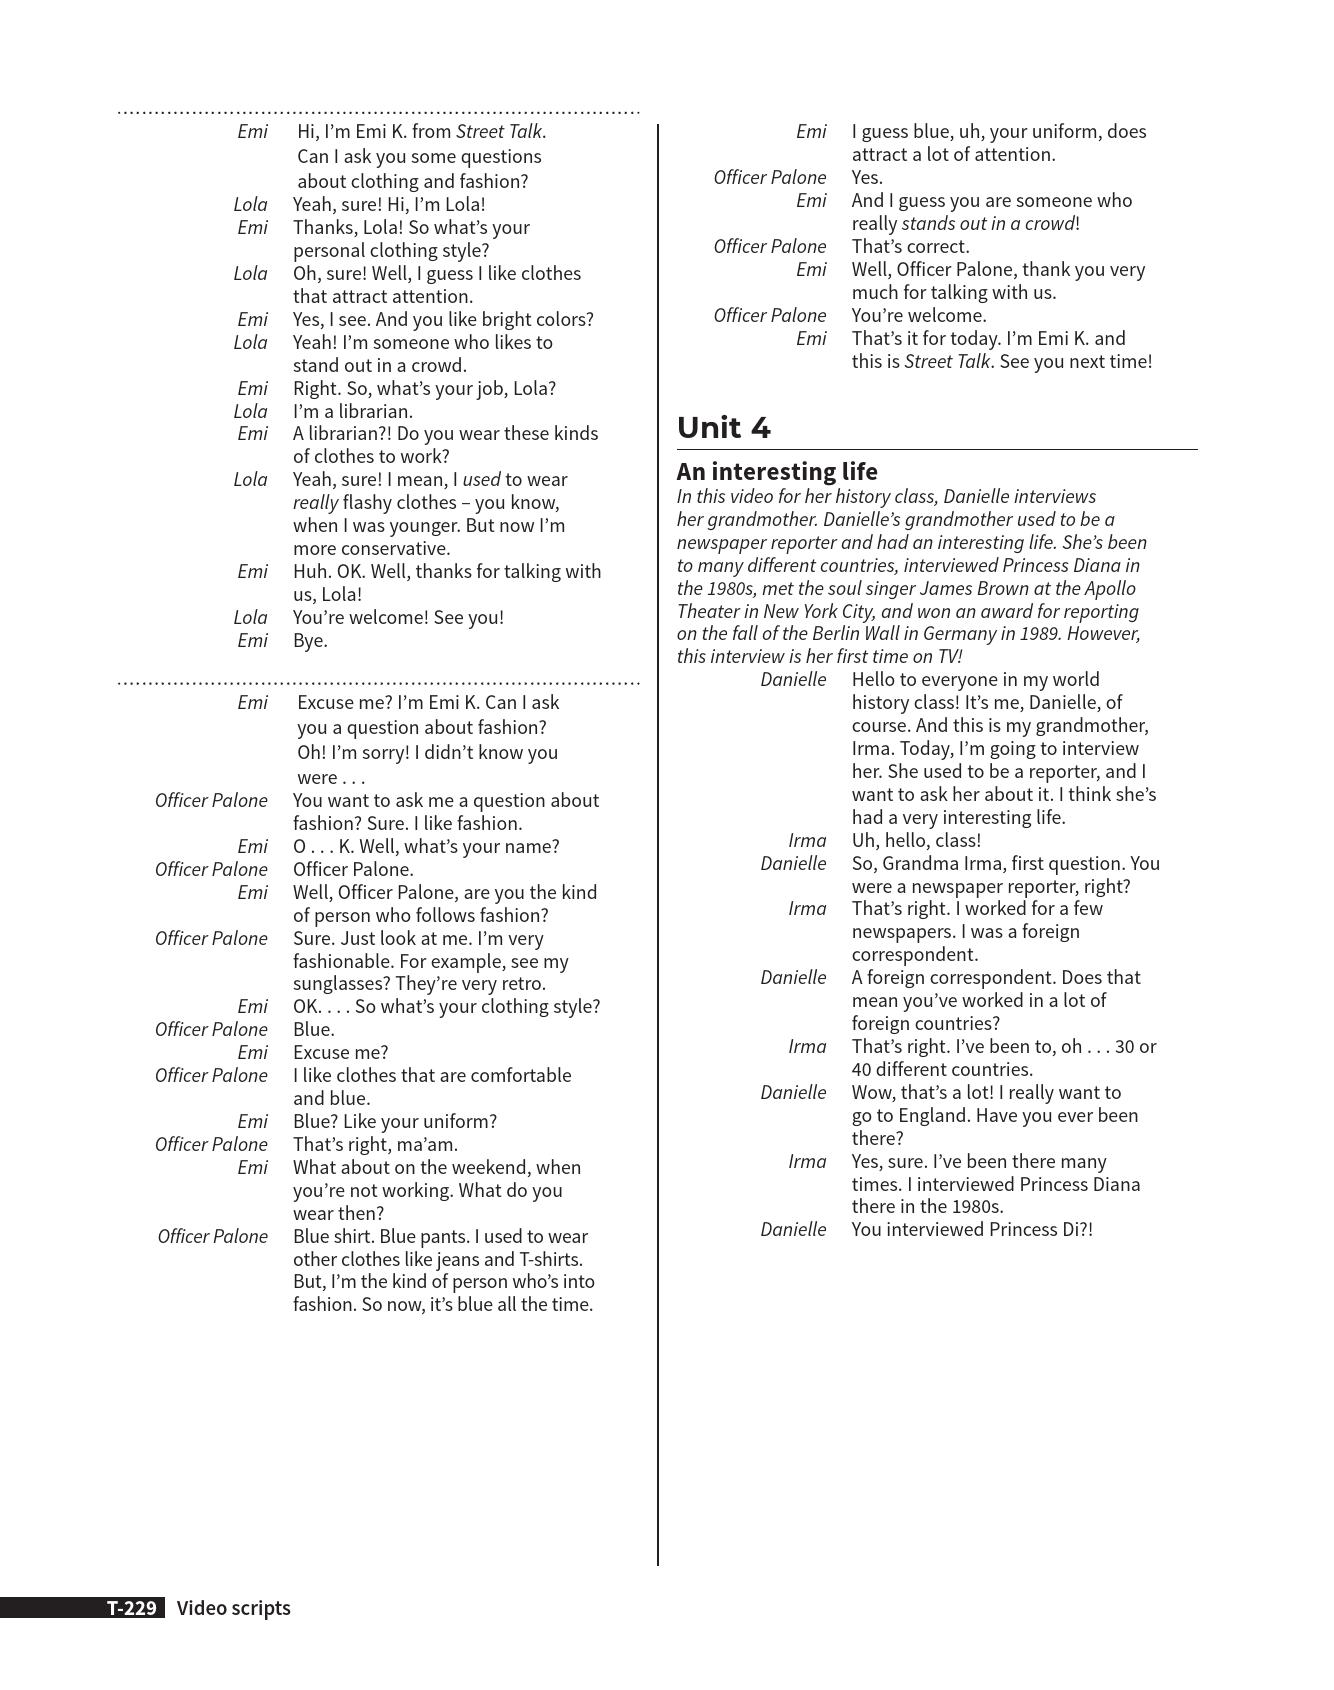 Emi Hi, I'm Emi K. from Street Talk.
Can I ask you some questions
about clothing and fashion?
Lola Yeah, sure! Hi, I'm Lola!
Emi Thanks, Lola! So what's your
personal clothing style?
Lola Oh, sure! Well, I guess I like clothes
that attract attention.
Emi Yes, I see. And you like bright colors?
Lola Yeah! I'm someone who likes to
stand out in a crowd.
Emi Right. So, what's your job, Lola?
Lola I'm a librarian.
Emi A librarian?! Do you wear these kinds
of clothes to work?
Lola Yeah, sure! I mean, I used to wear
really flashy clothes – you know,
when I was younger. But now I'm
more conservative.
Emi Huh. OK. Well, thanks for talking with
us, Lola!
Lola You're welcome! See you!
Emi Bye.
Emi Excuse me? I'm Emi K. Can I ask
you a question about fashion?
Oh! I'm sorry! I didn't know you
were . . .
Officer Palone You want to ask me a question about
fashion? Sure. I like fashion.
Emi O . . . K. Well, what's your name?
Officer Palone Officer Palone.
Emi Well, Officer Palone, are you the kind
of person who follows fashion?
Officer Palone Sure. Just look at me. I'm very
fashionable. For example, see my
sunglasses? They're very retro.
Emi OK. . . . So what's your clothing style?
Officer Palone Blue.
Emi Excuse me?
Officer Palone I like clothes that are comfortable
and blue.
Emi Blue? Like your uniform?
Officer Palone That's right, ma'am.
Emi What about on the weekend, when
you're not working. What do you
wear then?
Officer Palone Blue shirt. Blue pants. I used to wear
other clothes like jeans and T-shirts.
But, I'm the kind of person who's into
fashion. So now, it's blue all the time.
Emi I guess blue, uh, your uniform, does
attract a lot of attention.
Officer Palone Yes.
Emi And I guess you are someone who
really stands out in a crowd!
Officer Palone That's correct.
Emi Well, Officer Palone, thank you very
much for talking with us.
Officer Palone You're welcome.
Emi That's it for today. I'm Emi K. and
this is Street Talk. See you next time!
Unit 4
An interesting life
In this video for her history class, Danielle interviews
her grandmother. Danielle's grandmother used to be a
newspaper reporter and had an interesting life. She's been
to many different countries, interviewed Princess Diana in
the 1980s, met the soul singer James Brown at the Apollo
Theater in New York City, and won an award for reporting
on the fall of the Berlin Wall in Germany in 1989. However,
this interview is her first time on TV!
Danielle Hello to everyone in my world
history class! It's me, Danielle, of
course. And this is my grandmother,
Irma. Today, I'm going to interview
her. She used to be a reporter, and I
want to ask her about it. I think she's
had a very interesting life.
Irma Uh, hello, class!
Danielle So, Grandma Irma, first question. You
were a newspaper reporter, right?
Irma That's right. I worked for a few
newspapers. I was a foreign
correspondent.
Danielle A foreign correspondent. Does that
mean you've worked in a lot of
foreign countries?
Irma That's right. I've been to, oh . . . 30 or
40 different countries.
Danielle Wow, that's a lot! I really want to
go to England. Have you ever been
there?
Irma Yes, sure. I've been there many
times. I interviewed Princess Diana
there in the 1980s.
Danielle You interviewed Princess Di?!
T-229 Video scripts